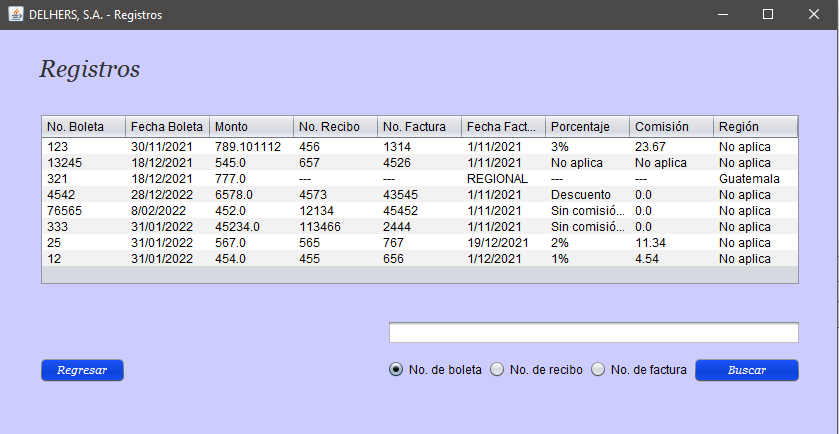 DELHERS, S.A. - Registros
Registros
No. Boleta Fecha Boleta Monto No. Recibo No. Factura Fecha Fact... Porcentaje Comisión Región
123 30/11/2021 789.101112 456 1314 1/11/2021 3% 23.67 No aplica
13245 18/12/2021 545.0 657 4526 1/11/2021 No aplica No aplica No aplica
321 18/12/2021 777.0 --- --- REGIONAL --- --- Guatemala
4542 28/12/2022 6578.0 4573 43545 1/11/2021 Descuento 0.0 No aplica
76565 8/02/2022 452.0 12134 45452 1/11/2021 Sin comisió... 0.0 No aplica
333 31/01/2022 45234.0 113466 2444 1/11/2021 Sin comisió... 0.0 No aplica
25 31/01/2022 567.0 565 767 19/12/2021 2% 11.34 No aplica
12 31/01/2022 454.0 455 656 1/12/2021 1% 4.54 No aplica
Regresar No. de boleta No. de recibo No. de factura Buscar